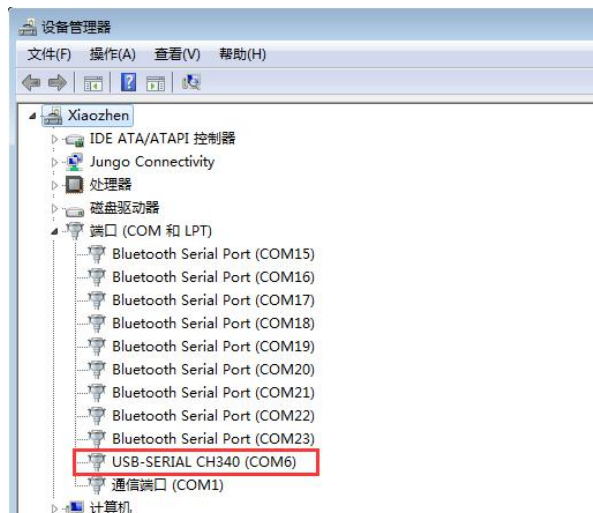 设备管理器
文件(F) 操作(A) 查看(V) 帮助(H)
Xiaozhen
IDE ATA/ATAPI 控制器
Jungo Connectivity
处理器
磁盘驱动器
端口 (COM 和 LPT)
Bluetooth Serial Port (COM15)
Bluetooth Serial Port (COM16)
Bluetooth Serial Port (COM17)
Bluetooth Serial Port (COM18)
Bluetooth Serial Port (COM19)
Bluetooth Serial Port (COM20)
Bluetooth Serial Port (COM21)
Bluetooth Serial Port (COM22)
Bluetooth Serial Port (COM23)
USB-SERIAL CH340 (COM6)
通信端口 (COM1)
计算机